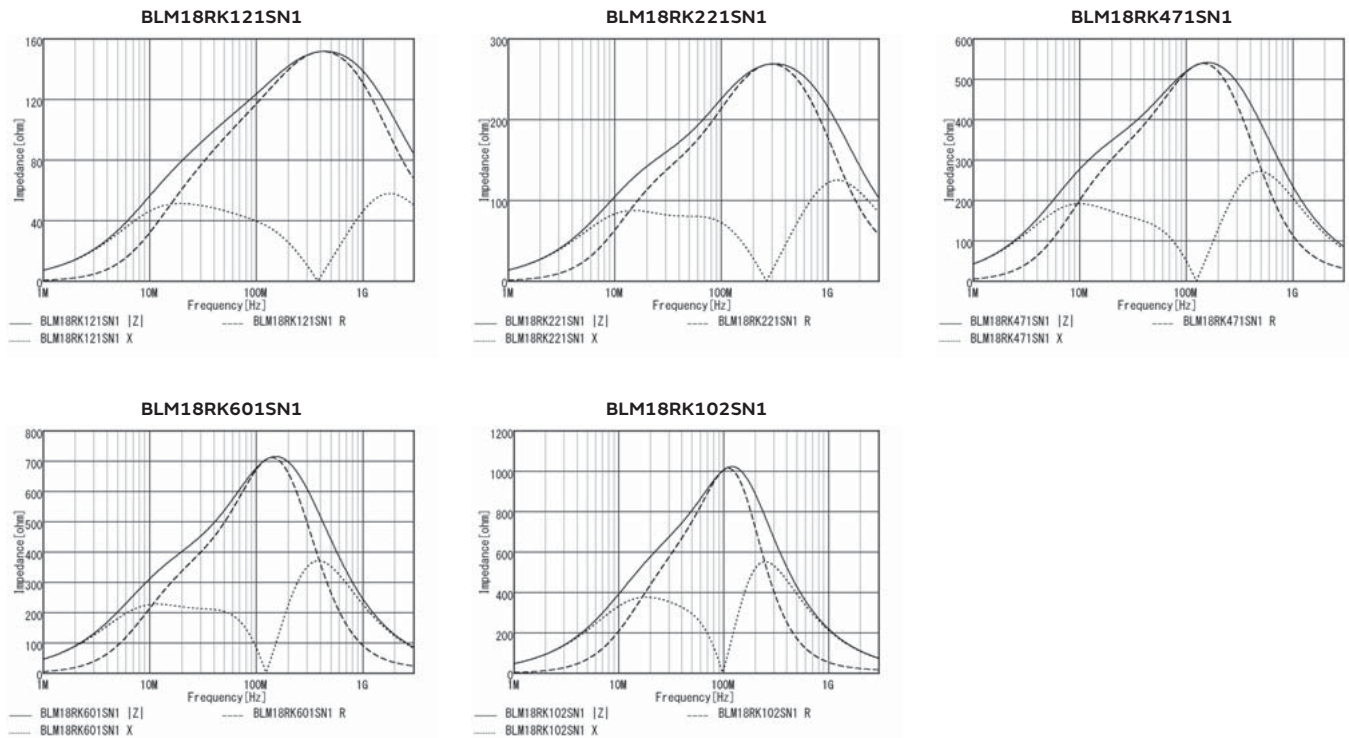 BLM18RK121SN1
160
120
80
40
0
Impedance[ohm]
1M 10M 100M 1G
Frequency[Hz]
BLM18RK121SN1 |Z| BLM18RK121SN1 R
BLM18RK121SN1 X
BLM18RK221SN1
300
200
100
0
Impedance[ohm]
1M 10M 100M 1G
Frequency[Hz]
BLM18RK221SN1 |Z| BLM18RK221SN1 R
BLM18RK221SN1 X
BLM18RK471SN1
600
500
400
300
200
100
0
Impedance[ohm]
1M 10M 100M 1G
Frequency[Hz]
BLM18RK471SN1 |Z| BLM18RK471SN1 R
BLM18RK471SN1 X
BLM18RK601SN1
800
700
600
500
400
300
200
100
0
Impedance[ohm]
1M 10M 100M 1G
Frequency[Hz]
BLM18RK601SN1 |Z| BLM18RK601SN1 R
BLM18RK601SN1 X
BLM18RK102SN1
1200
1000
800
600
400
200
0
Impedance[ohm]
1M 10M 100M 1G
Frequency[Hz]
BLM18RK102SN1 |Z| BLM18RK102SN1 R
BLM18RK102SN1 X